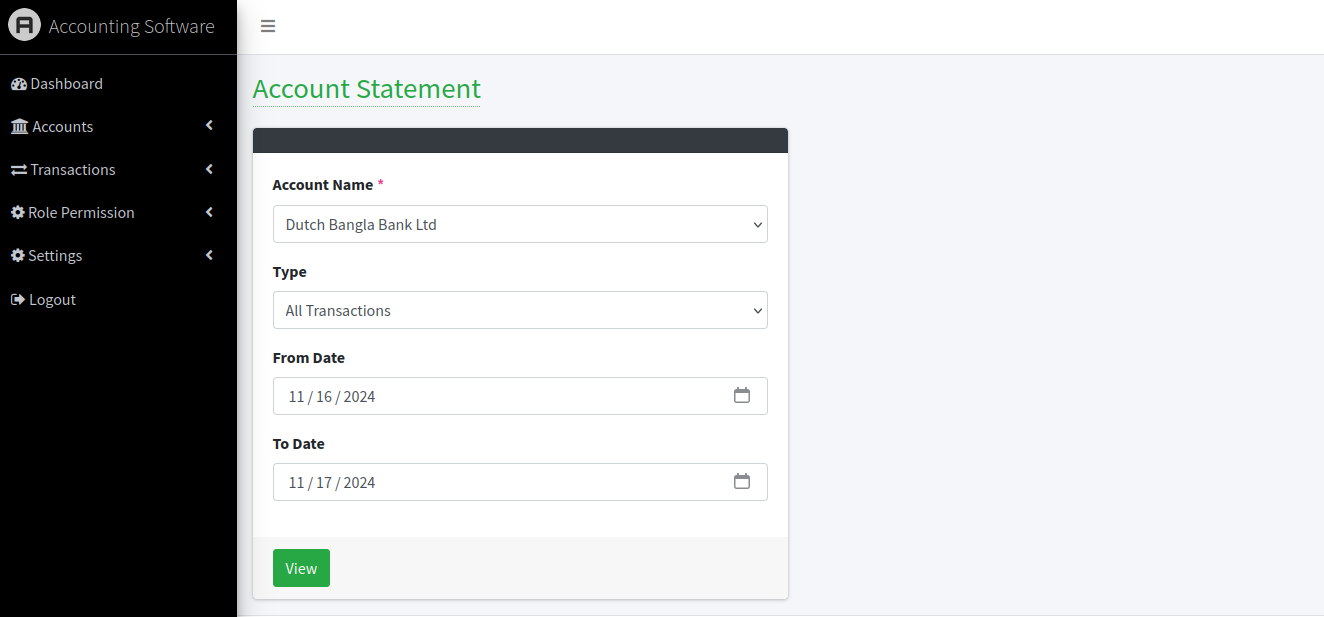 Accounting Software
Dashboard
Accounts
Transactions
Role Permission
Settings
Logout
Account Statement
Account Name *
Dutch Bangla Bank Ltd
Type
All Transactions
From Date
11 / 16 / 2024
To Date
11 / 17 / 2024
View